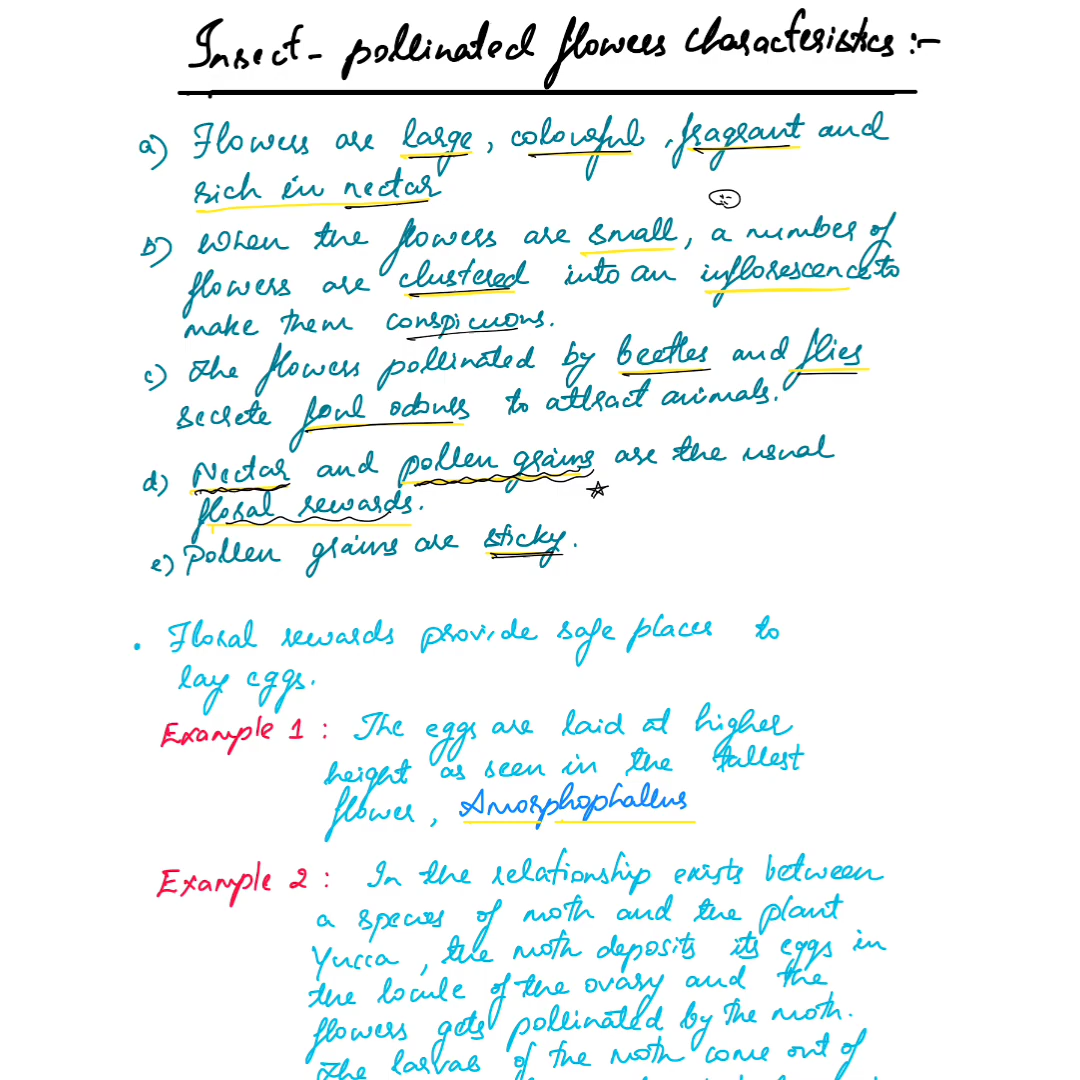 Insect- pollinated flowers characteristics :-
a) Flowers are large, colourful, fragrant and
rich in nectar
b) When the flowers are small, a number of
flowers are clustered into an inflorescence to
make them conspicuous.
c) The flowers pollinated by beetles and flies
secrete foul odours to attract animals.
d) Nectar and pollen grains are the usual
floral rewards.
e) Pollen grains are sticky.
. Floral rewards provide safe places to
lay eggs.
Example 1 : The eggs are laid at higher
height as seen in the tallest
flower, Amorphophallus
Example 2 : In the relationship exists between
a species of moth and the plant
Yucca, the moth deposits its eggs in
the locule of the ovary and the
flowers gets pollinated by the moth.
The larvae of the moth come out of